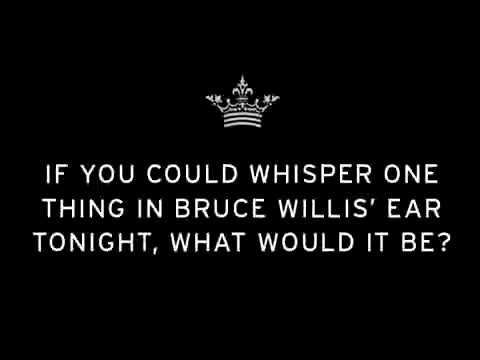 IF YOU COULD WHISPER ONE
THING IN BRUCE WILLIS' EAR
TONIGHT, WHAT WOULD IT BE?